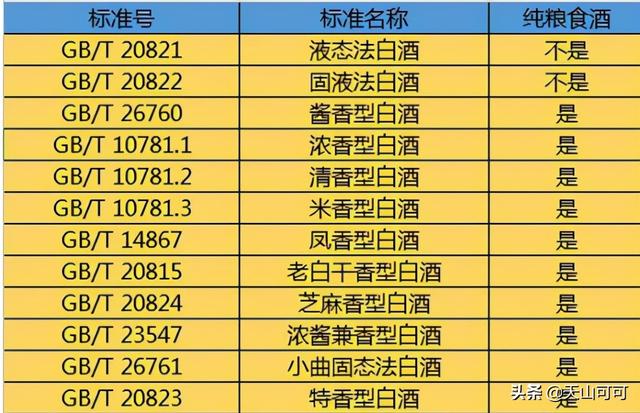 标准号 标准名称 纯粮食酒
GB/T 20821 液态法白酒 不是
GB/T 20822 固液法白酒 不是
GB/T 26760 酱香型白酒 是
GB/T 10781.1 浓香型白酒 是
GB/T 10781.2 清香型白酒 是
GB/T 10781.3 米香型白酒 是
GB/T 14867 凤香型白酒 是
GB/T 20815 老白干香型白酒 是
GB/T 20824 芝麻香型白酒 是
GB/T 23547 浓酱兼香型白酒 是
GB/T 26761 小曲固态法白酒 是
GB/T 20823 特香型白酒 是
头条 @天山可可